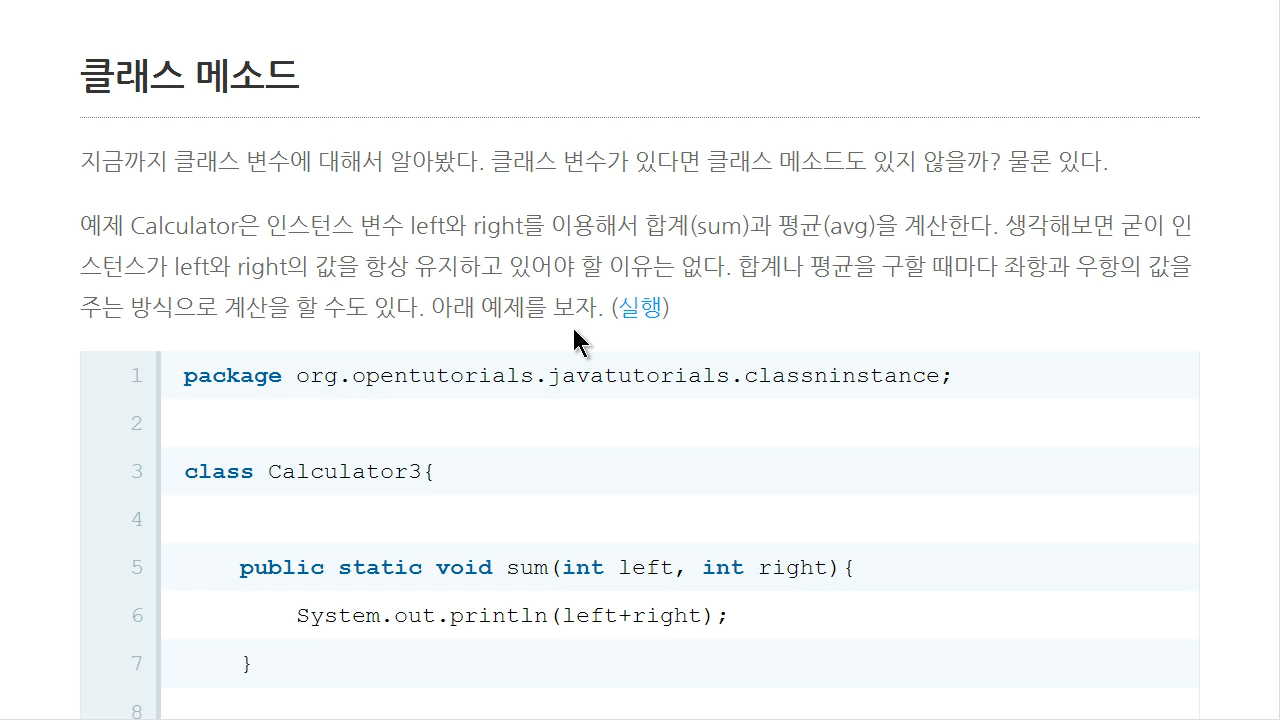 클래스 메소드
지금까지 클래스 변수에 대해서 알아봤다. 클래스 변수가 있다면 클래스 메소드도 있지 않을까? 물론 있다.
예제 Calculator은 인스턴스 변수 left와 right를 이용해서 합계(sum)과 평균(avg)을 계산한다. 생각해보면 굳이 인
스턴스가 left와 right의 값을 항상 유지하고 있어야 할 이유는 없다. 합계나 평균을 구할 때마다 좌항과 우항의 값을
주는 방식으로 계산을 할 수도 있다. 아래 예제를 보자. (실행)
1 package org.opentutorials.javatutorials.classninstance;
2
3 class Calculator3{
4
5 public static void sum(int left, int right){
6 System.out.println(left+right);
7 }
8